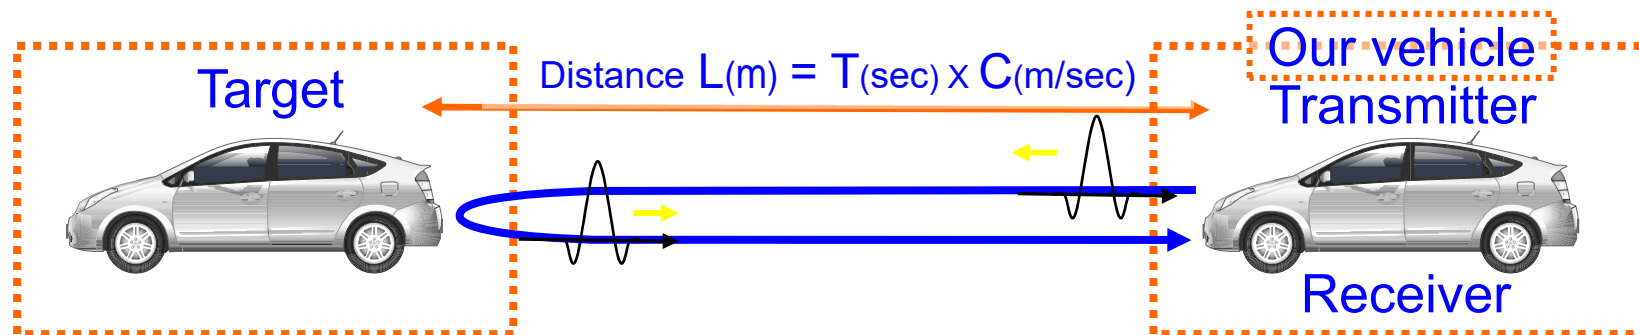 Target
Distance L(m) = T(sec) X C(m/sec)
Our vehicle
Transmitter
Receiver